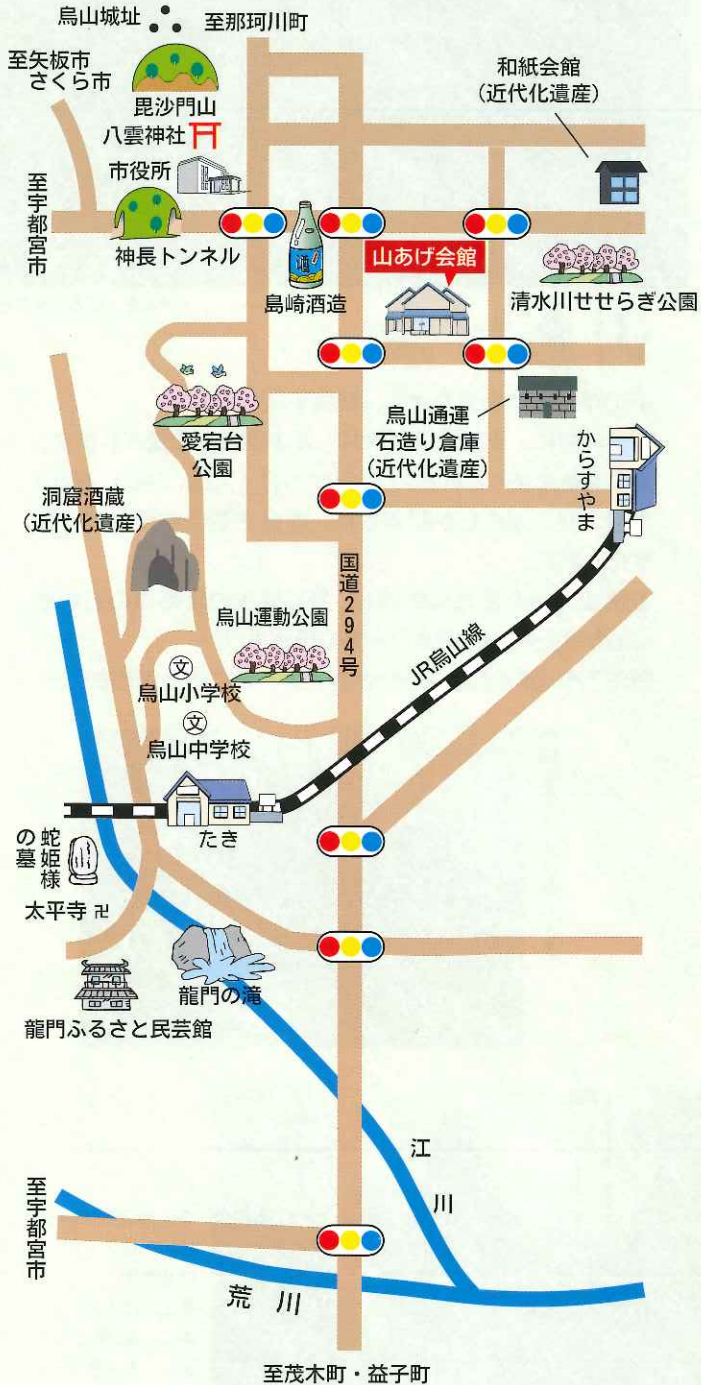 烏山城址
至那珂川町
至矢板市
さくら市
毘沙門山
八雲神社
市役所
和紙会館
(近代化遺産)
至宇都宮市
神長トンネル
島崎酒造
酒
山あげ会館
清水川せせらぎ公園
愛宕台
公園
烏山通運
石造り倉庫
(近代化遺産)
からすやま
洞窟酒蔵
(近代化遺産)
国道294号
烏山運動公園
JR烏山線
文
烏山小学校
文
烏山中学校
たき
蛇姫様
の墓
太平寺 卍
龍門の滝
龍門ふるさと民芸館
江川
至宇都宮市
荒川
至茂木町・益子町